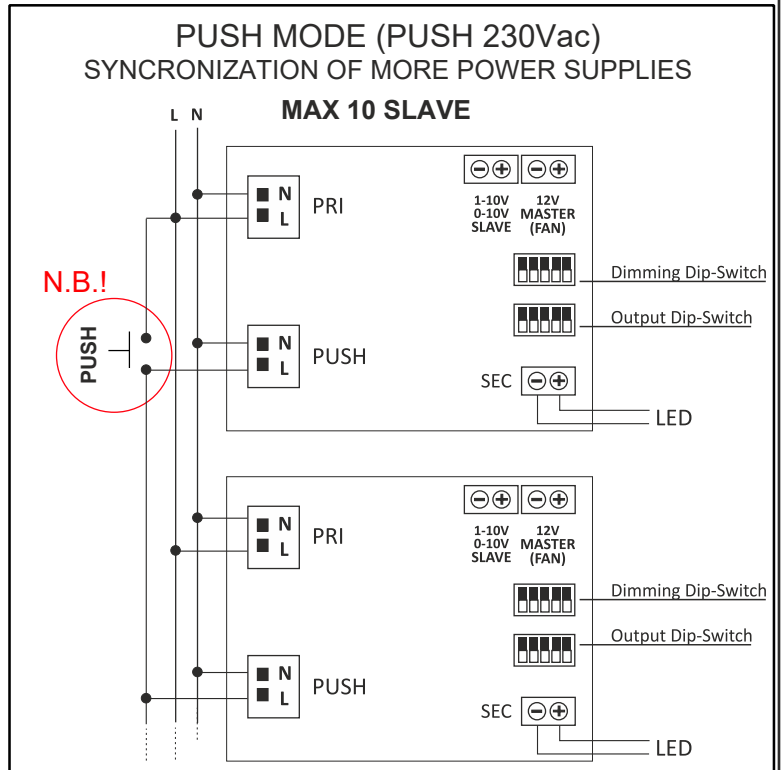 PUSH MODE (PUSH 230Vac)
SYNCRONIZATION OF MORE POWER SUPPLIES
MAX 10 SLAVE
L N
N
L
PRI
1-10V
0-10V
SLAVE
12V
MASTER
(FAN)
Dimming Dip-Switch
N.B.!
PUSH
Output Dip-Switch
N
L
PUSH
SEC
LED
N
L
PRI
1-10V
0-10V
SLAVE
12V
MASTER
(FAN)
Dimming Dip-Switch
Output Dip-Switch
N
L
PUSH
SEC
LED